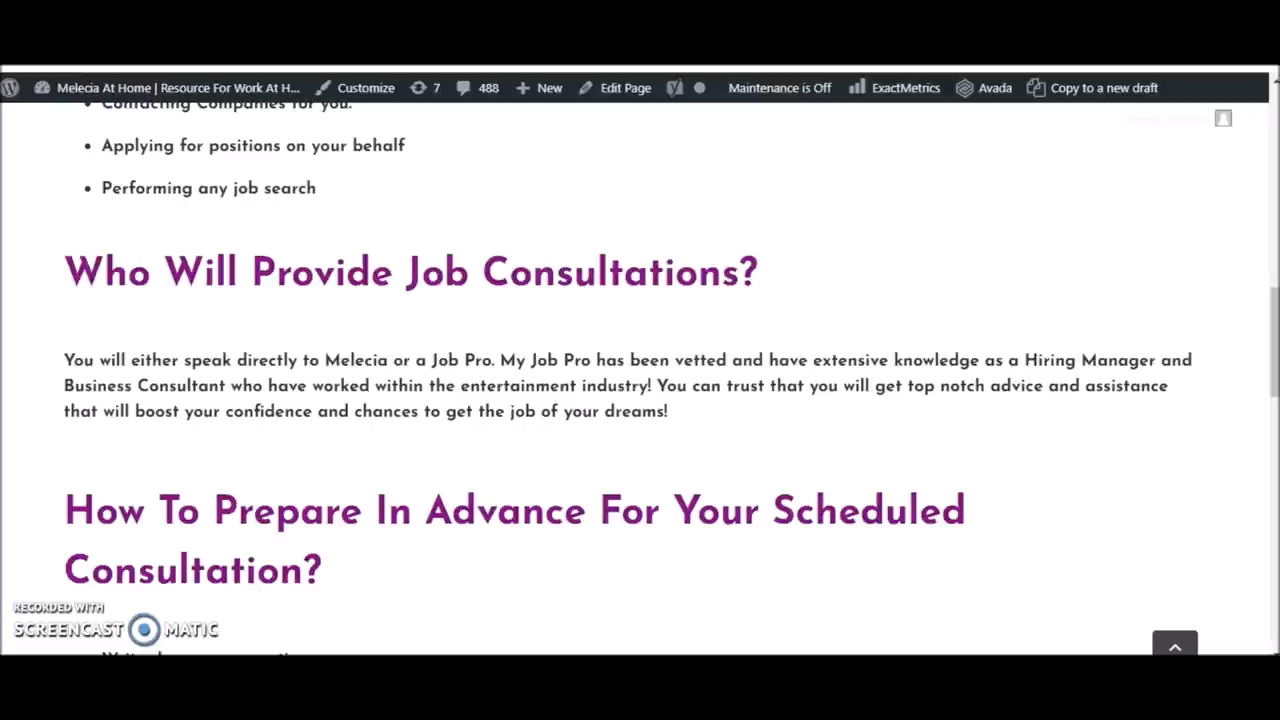 Melecia At Home | Resource For Work At H... Customize 7 488 New Edit Page Maintenance is Off ExactMetrics Avada Copy to a new draft
Contacting Companies for you.
Applying for positions on your behalf
Performing any job search
Who Will Provide Job Consultations?
You will either speak directly to Melecia or a Job Pro. My Job Pro has been vetted and have extensive knowledge as a Hiring Manager and
Business Consultant who have worked within the entertainment industry! You can trust that you will get top notch advice and assistance
that will boost your confidence and chances to get the job of your dreams!
How To Prepare In Advance For Your Scheduled
Consultation?
RECORDED WITH
SCREENCAST MATIC